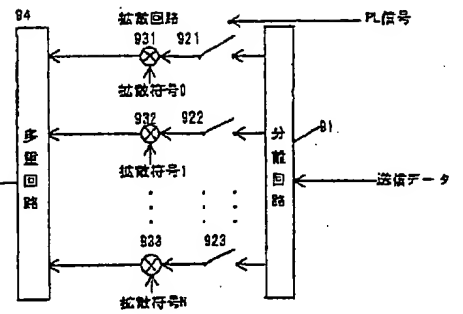 94
拡散回路
931
921
PL信号
拡散符号0
932
922
多重回路
拡散符号1
分散回路
91
送信データ
933
923
拡散符号N